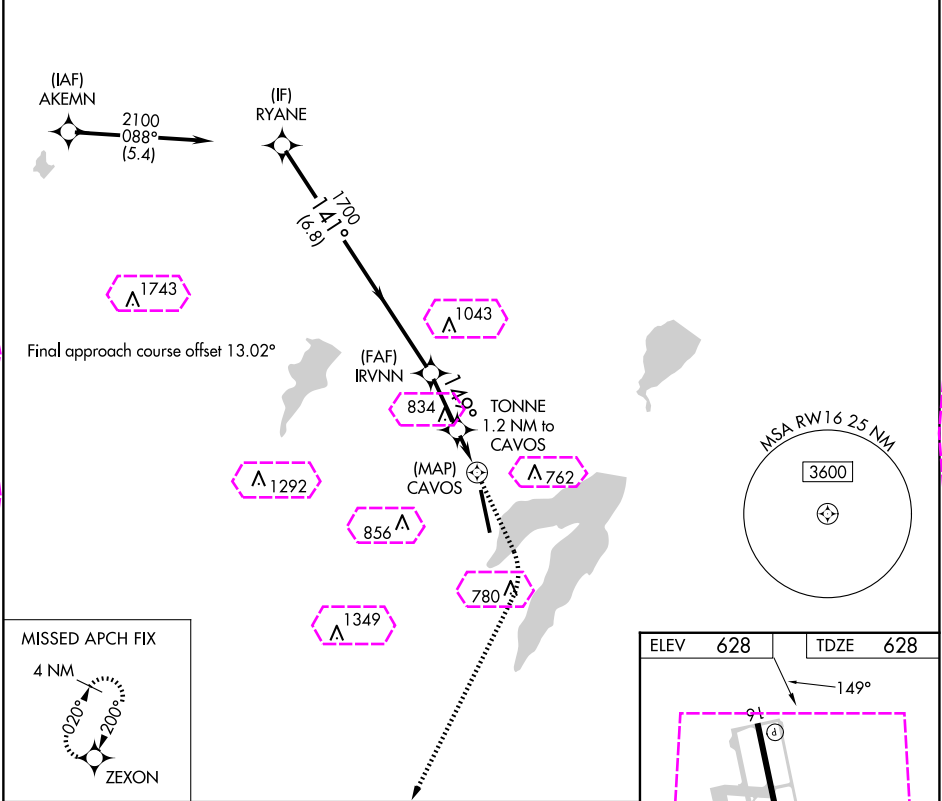 (IAF)
AKEMN
2100
088°
(5.4)
(IF)
RYANE
1700
141°
(6.8)
1743
1043
Final approach course offset 13.02°
(FAF)
IRVNN
149°
834
TONNE
1.2 NM to
CAVOS
(MAP)
CAVOS
762
1292
856
780
1349
MSA RW16 25 NM
3600
MISSED APCH FIX
4 NM
020°
200°
ZEXON
ELEV 628
TDZE 628
149°
16
P